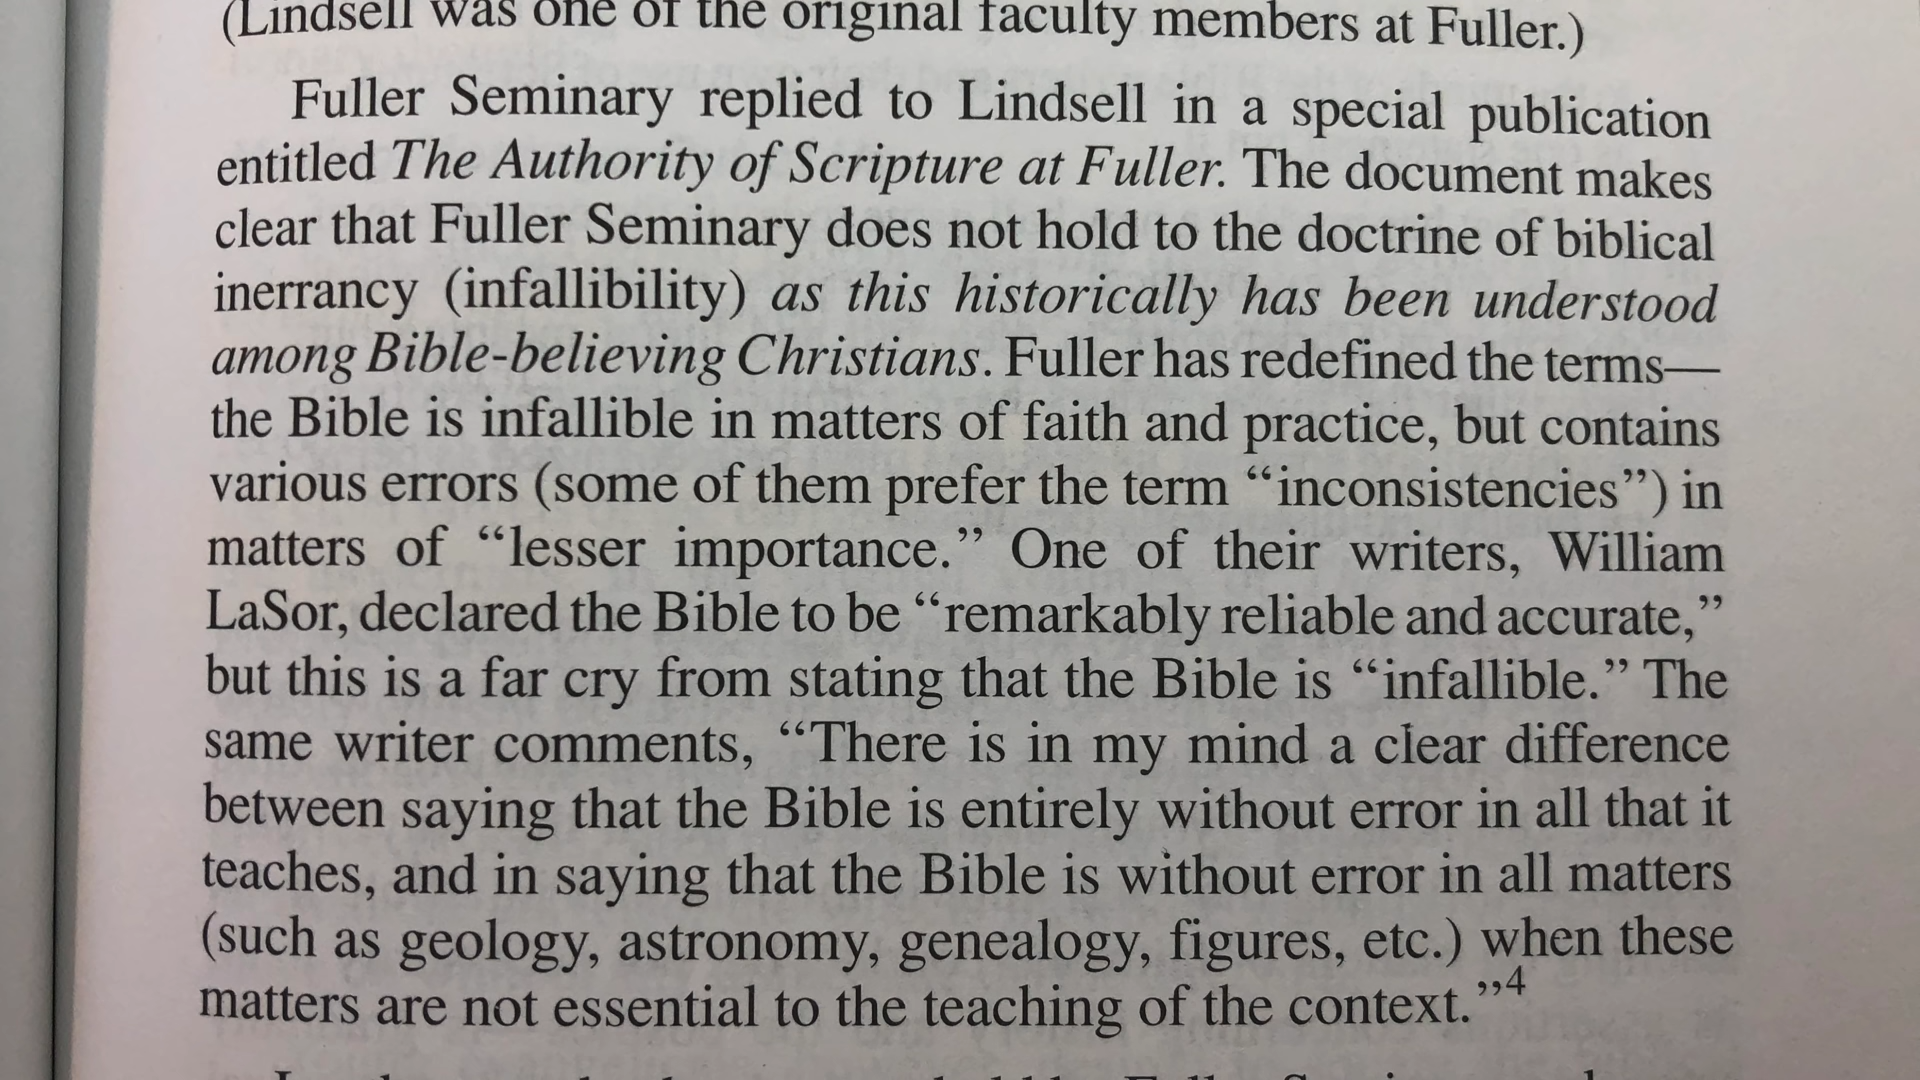 (Lindsell was one of the original faculty members at Fuller.)
Fuller Seminary replied to Lindsell in a special publication
entitled The Authority of Scripture at Fuller. The document makes
clear that Fuller Seminary does not hold to the doctrine of biblical
inerrancy (infallibility) as this historically has been understood
among Bible-believing Christians. Fuller has redefined the terms—
the Bible is infallible in matters of faith and practice, but contains
various errors (some of them prefer the term “inconsistencies”) in
matters of “lesser importance.” One of their writers, William
LaSor, declared the Bible to be “remarkably reliable and accurate,”
but this is a far cry from stating that the Bible is “infallible.” The
same writer comments, “There is in my mind a clear difference
between saying that the Bible is entirely without error in all that it
teaches, and in saying that the Bible is without error in all matters
(such as geology, astronomy, genealogy, figures, etc.) when these
matters are not essential to the teaching of the context.”4